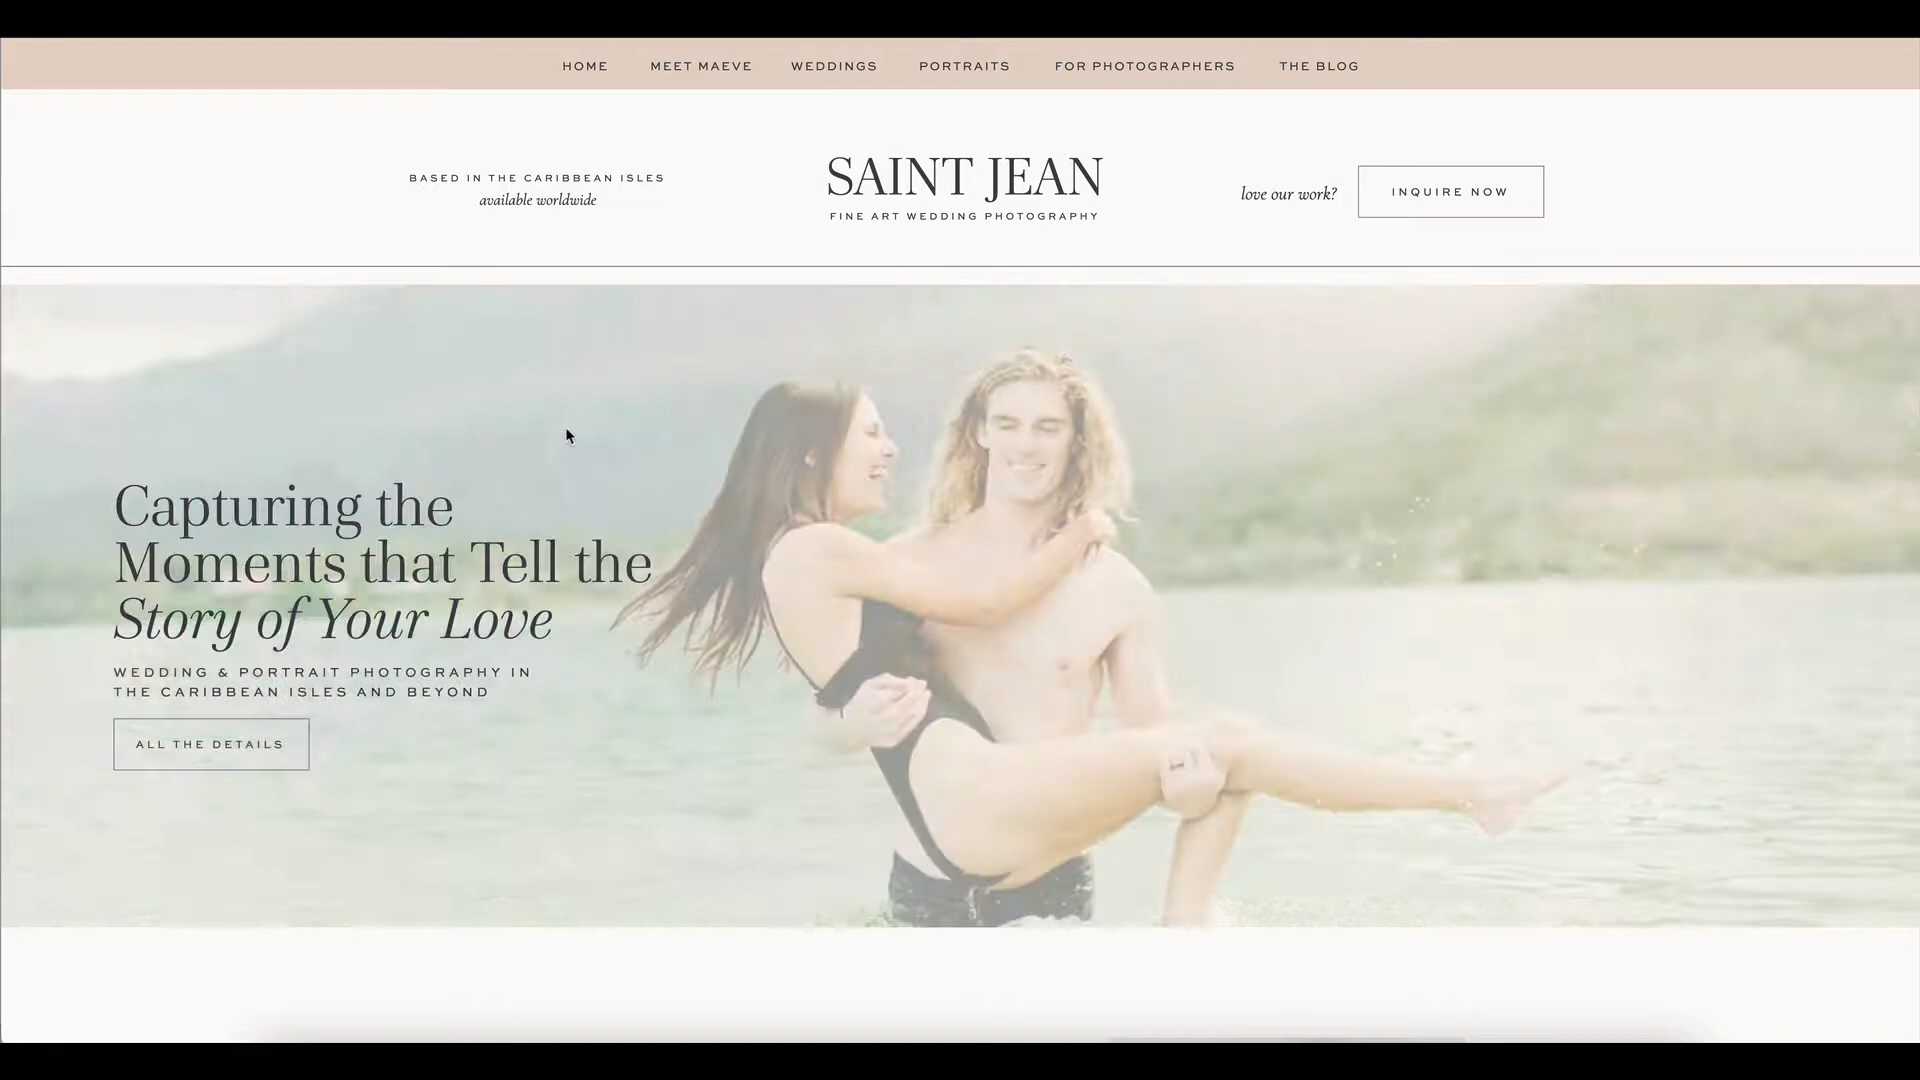 HOME MEET MAEVE WEDDINGS PORTRAITS FOR PHOTOGRAPHERS THE BLOG
BASED IN THE CARIBBEAN ISLES
available worldwide
SAINT JEAN
FINE ART WEDDING PHOTOGRAPHY
love our work?
INQUIRE NOW
Capturing the
Moments that Tell the
Story of Your Love
WEDDING & PORTRAIT PHOTOGRAPHY IN
THE CARIBBEAN ISLES AND BEYOND
ALL THE DETAILS